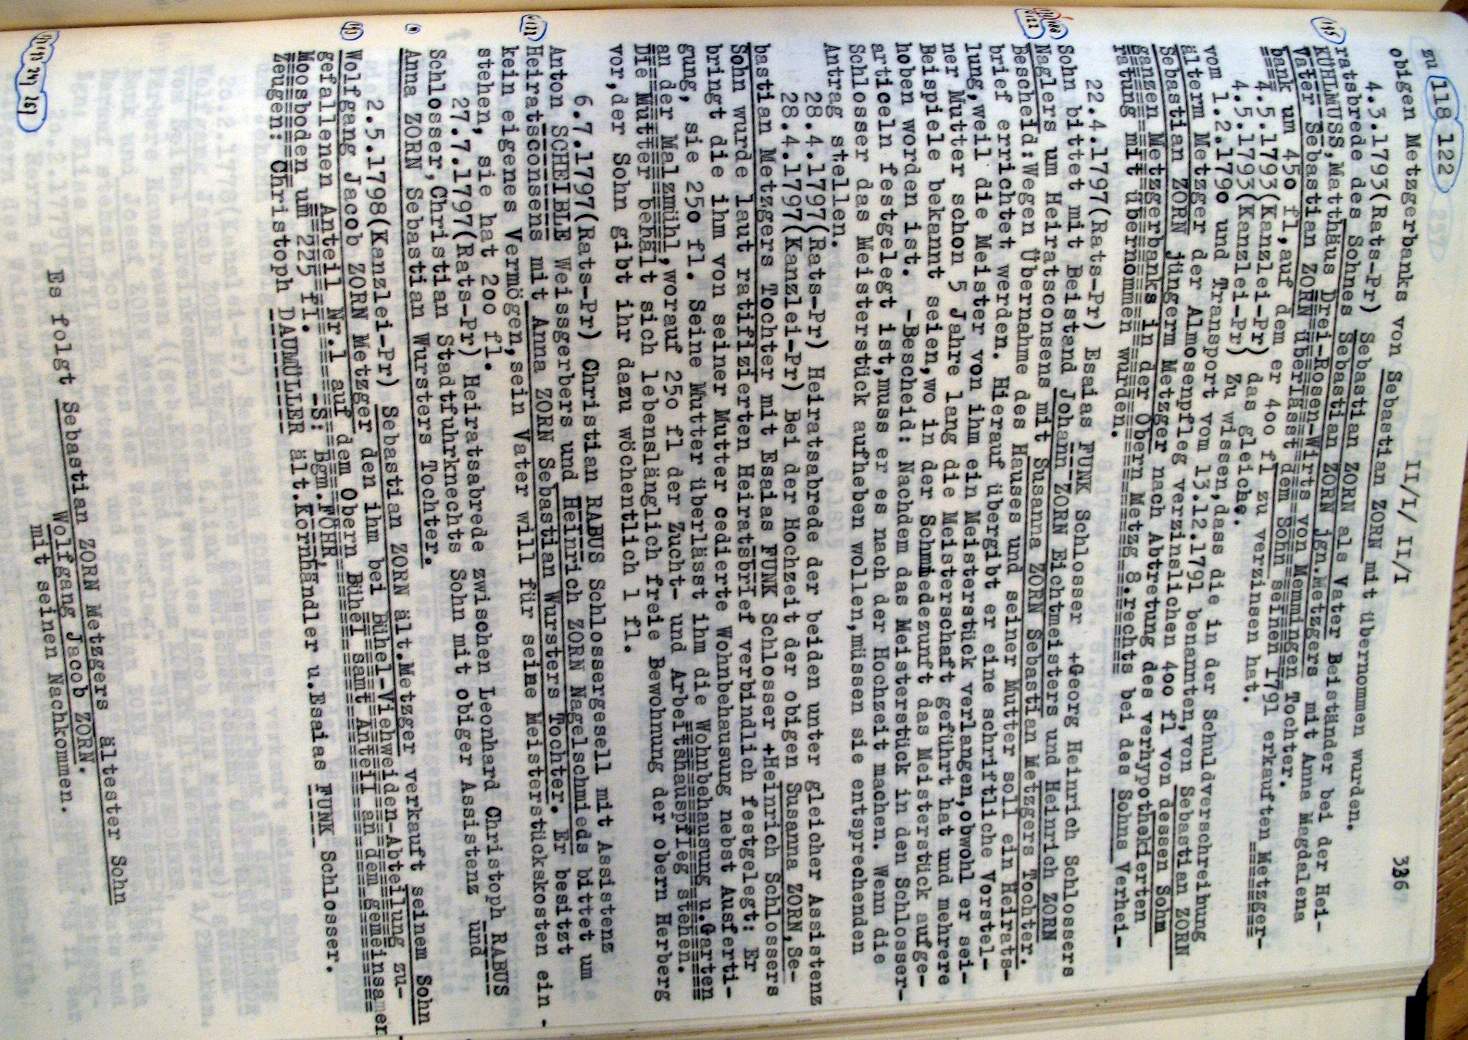 zu 118 122
II/I/ II/I
336
obigen Metzgerbanks von Sebastian ZORN mit übernommen wurden.
4.3.1793(Rats-Pr) Sebastian ZORN als Vater Beiständer bei der Hei-
ratsbrede des Sohnes Sebastian ZORN jgn.Metzgers mit Anna Magdalena
KÜHLMUSS,Matthäus Drei-Rosen-Wirts von Memmingen Tochter.
Vater Sebastian ZORN überlässt dem Sohn seinen 1791 erkauften Metzger-
bank um 450 fl,auf dem er 400 fl zu verzinsen hat.
4.5.1793(Kanzlei-Pr) das gleiche.
4.5.1793(Kanzlei-Pr) Zu wissen,dass die in der Schuldverschreibung
vom 1.2.1790 und Transport vom 13.12.1791 benannten,von Sebastian ZORN
älterm Metzger der Almosenpfleg verzinslichen 400 fl von dessen Sohn
Sebastian ZORN jüngerm Metzger nach Abtretung des verhypothekierten
ganzen Metzgerbanks in der Obern Metzg 8.rechts bei des Sohns Verhei-
ratung mit übernommen wurden.
22.4.1797(Rats-Pr) Esaias FUNK Schlosser +Georg Heinrich Schlossers
Sohn bittet mit Beistand Johann ZORN Eichtmeisters und Heinrich ZORN
Naglers um Heiratsconsens mit Susanna ZORN Sebastian Metzgers Tochter.
Bescheid:Wegen Übernahme des Hauses und seiner Mutter soll ein Heirats-
brief errichtet werden. Hierauf übergibt er eine schriftliche Vorstel-
lung,weil die Meister von ihm ein Meisterstück verlangen,obwohl er sei-
ner Mutter schon 5 Jahre lang die Meisterschaft geführt hat und mehrere
Beispiele bekannt seien,wo in der Schmiedezunft das Meisterstück aufge-
hoben worden ist. -Bescheid: Nachdem das Meisterstück in den Schlosser-
articeln festgelegt ist,muss er es nach der Hochzeit machen. Wenn die
Schlosser das Meisterstück aufheben wollen,müssen sie entsprechenden
Antrag stellen.
28.4.1797(Rats-Pr) Heiratsabrede der beiden unter gleicher Assistenz
28.4.1797(Kanzlei-Pr) Bei der Hochzeit der obigen Susanna ZORN,Se-
bastian Metzgers Tochter mit Esaias FUNK Schlosser +Heinrich Schlossers
Sohn wurde laut ratifizierten Heiratsbrief verbindlich festgelegt: Er
bringt die ihm von seiner Mutter cedierte Wohnbehausung nebst Ausferti-
gung, sie 250 fl. Seine Mutter überlässt ihm die Wohnbehausung u.Garten
an der Malzmühl,worauf 250 fl der Zucht- und Arbeitshauspfleg stehen.
Die Mutter behält sich lebenslänglich freie Bewohnung der obern Herberg
vor,der Sohn gibt ihr dazu wöchentlich 1 fl.
6.7.1797(Rats-Pr) Christian RABUS Schlossergesell mit Assistenz
Anton SCHEIBLE Weissgerbers und Heinrich ZORN Nagelschmieds bittet um
Heiratsconsens mit Anna ZORN Sebastian Wursters Tochter. Er besitzt
kein eigenes Vermögen,sein Vater will für seine Meisterstückskosten ein-
stehen, sie hat 200 fl.
27.7.1797(Rats-Pr) Heiratsabrede zwischen Leonhard Christoph RABUS
Schlosser,Christian Stadtfuhrknechts Sohn mit obiger Assistenz und
Anna ZORN Sebastian Wursters Tochter.
2.5.1798(Kanzlei-Pr) Sebastian ZORN ält.Metzger verkauft seinem Sohn
Wolfgang Jacob ZORN Metzger den ihm bei Bühel-Viehweiden-Abteilung zu-
gefallenen Anteil Nr.1 auf dem Obern Bühel samt Anteil an dem gemeinsamen
Moosboden um 225 fl. -S: Bgm.FÖHR,
Zeugen: Christoph DAUMÜLLER ält.Kornhändler u.Esaias FUNK Schlosser.
Es folgt Sebastian ZORN Metzgers ältester Sohn
Wolfgang Jacob ZORN.
mit seinen Nachkommen.